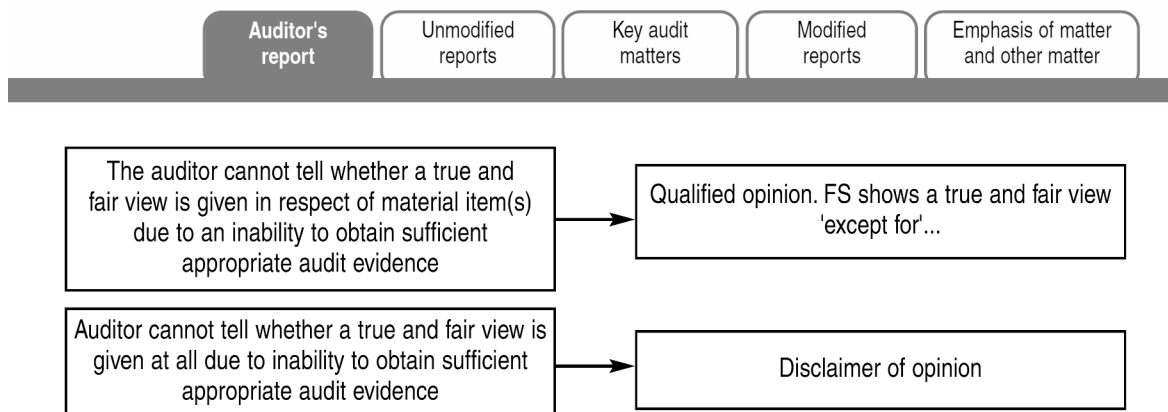 Auditor's
report
Unmodified
reports
Key audit
matters
Modified
reports
Emphasis of matter
and other matter
The auditor cannot tell whether a true and
fair view is given in respect of material item(s)
due to an inability to obtain sufficient
appropriate audit evidence
Qualified opinion. FS shows a true and fair view
'except for'...
Auditor cannot tell whether a true and fair view is
given at all due to inability to obtain sufficient
appropriate audit evidence
Disclaimer of opinion